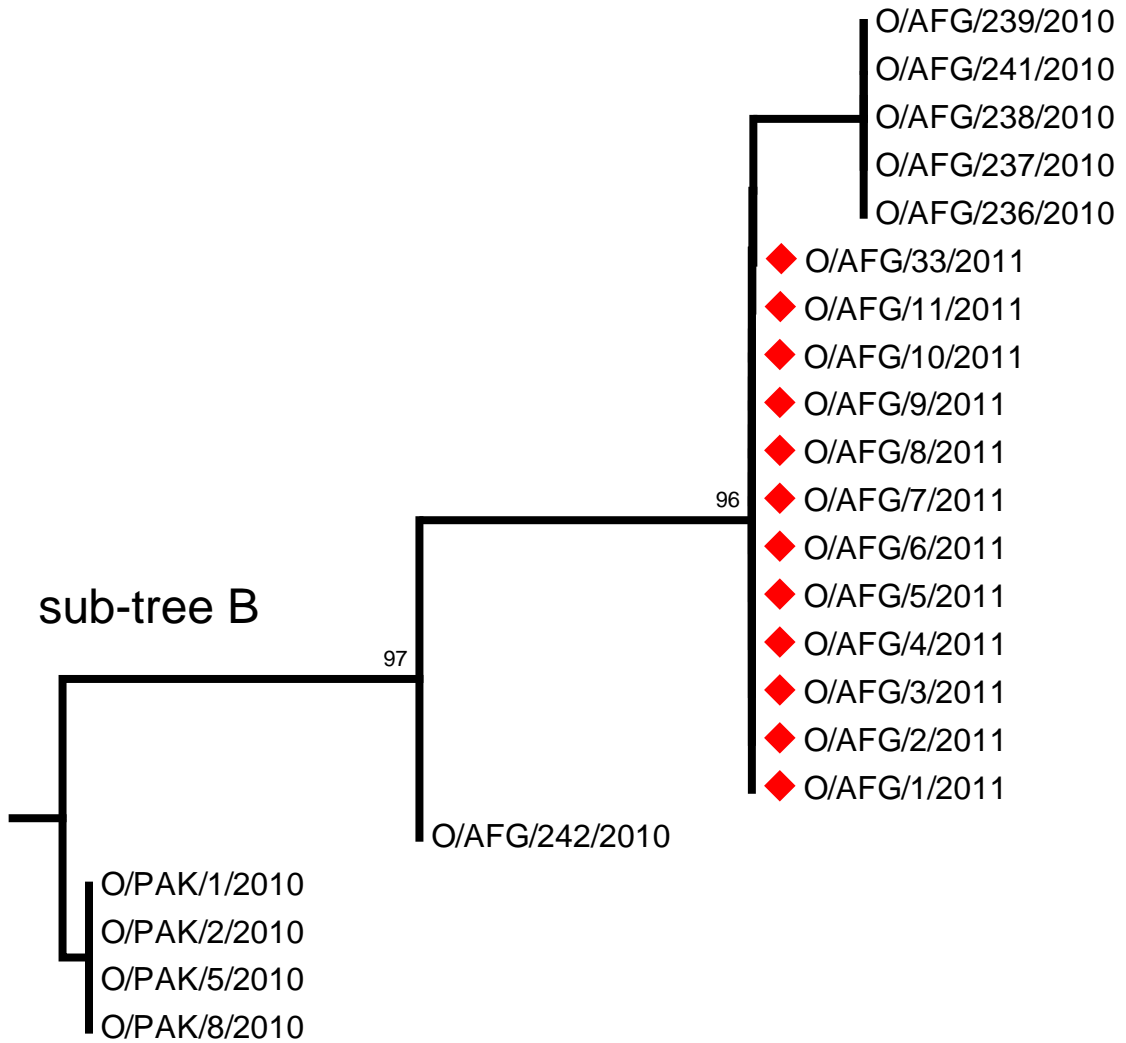 O/AFG/239/2010
O/AFG/241/2010
O/AFG/238/2010
O/AFG/237/2010
O/AFG/236/2010
O/AFG/33/2011
O/AFG/11/2011
O/AFG/10/2011
O/AFG/9/2011
O/AFG/8/2011
96
O/AFG/7/2011
O/AFG/6/2011
O/AFG/5/2011
sub-tree B
O/AFG/4/2011
97
O/AFG/3/2011
O/AFG/2/2011
O/AFG/1/2011
O/AFG/242/2010
O/PAK/1/2010
O/PAK/2/2010
O/PAK/5/2010
O/PAK/8/2010